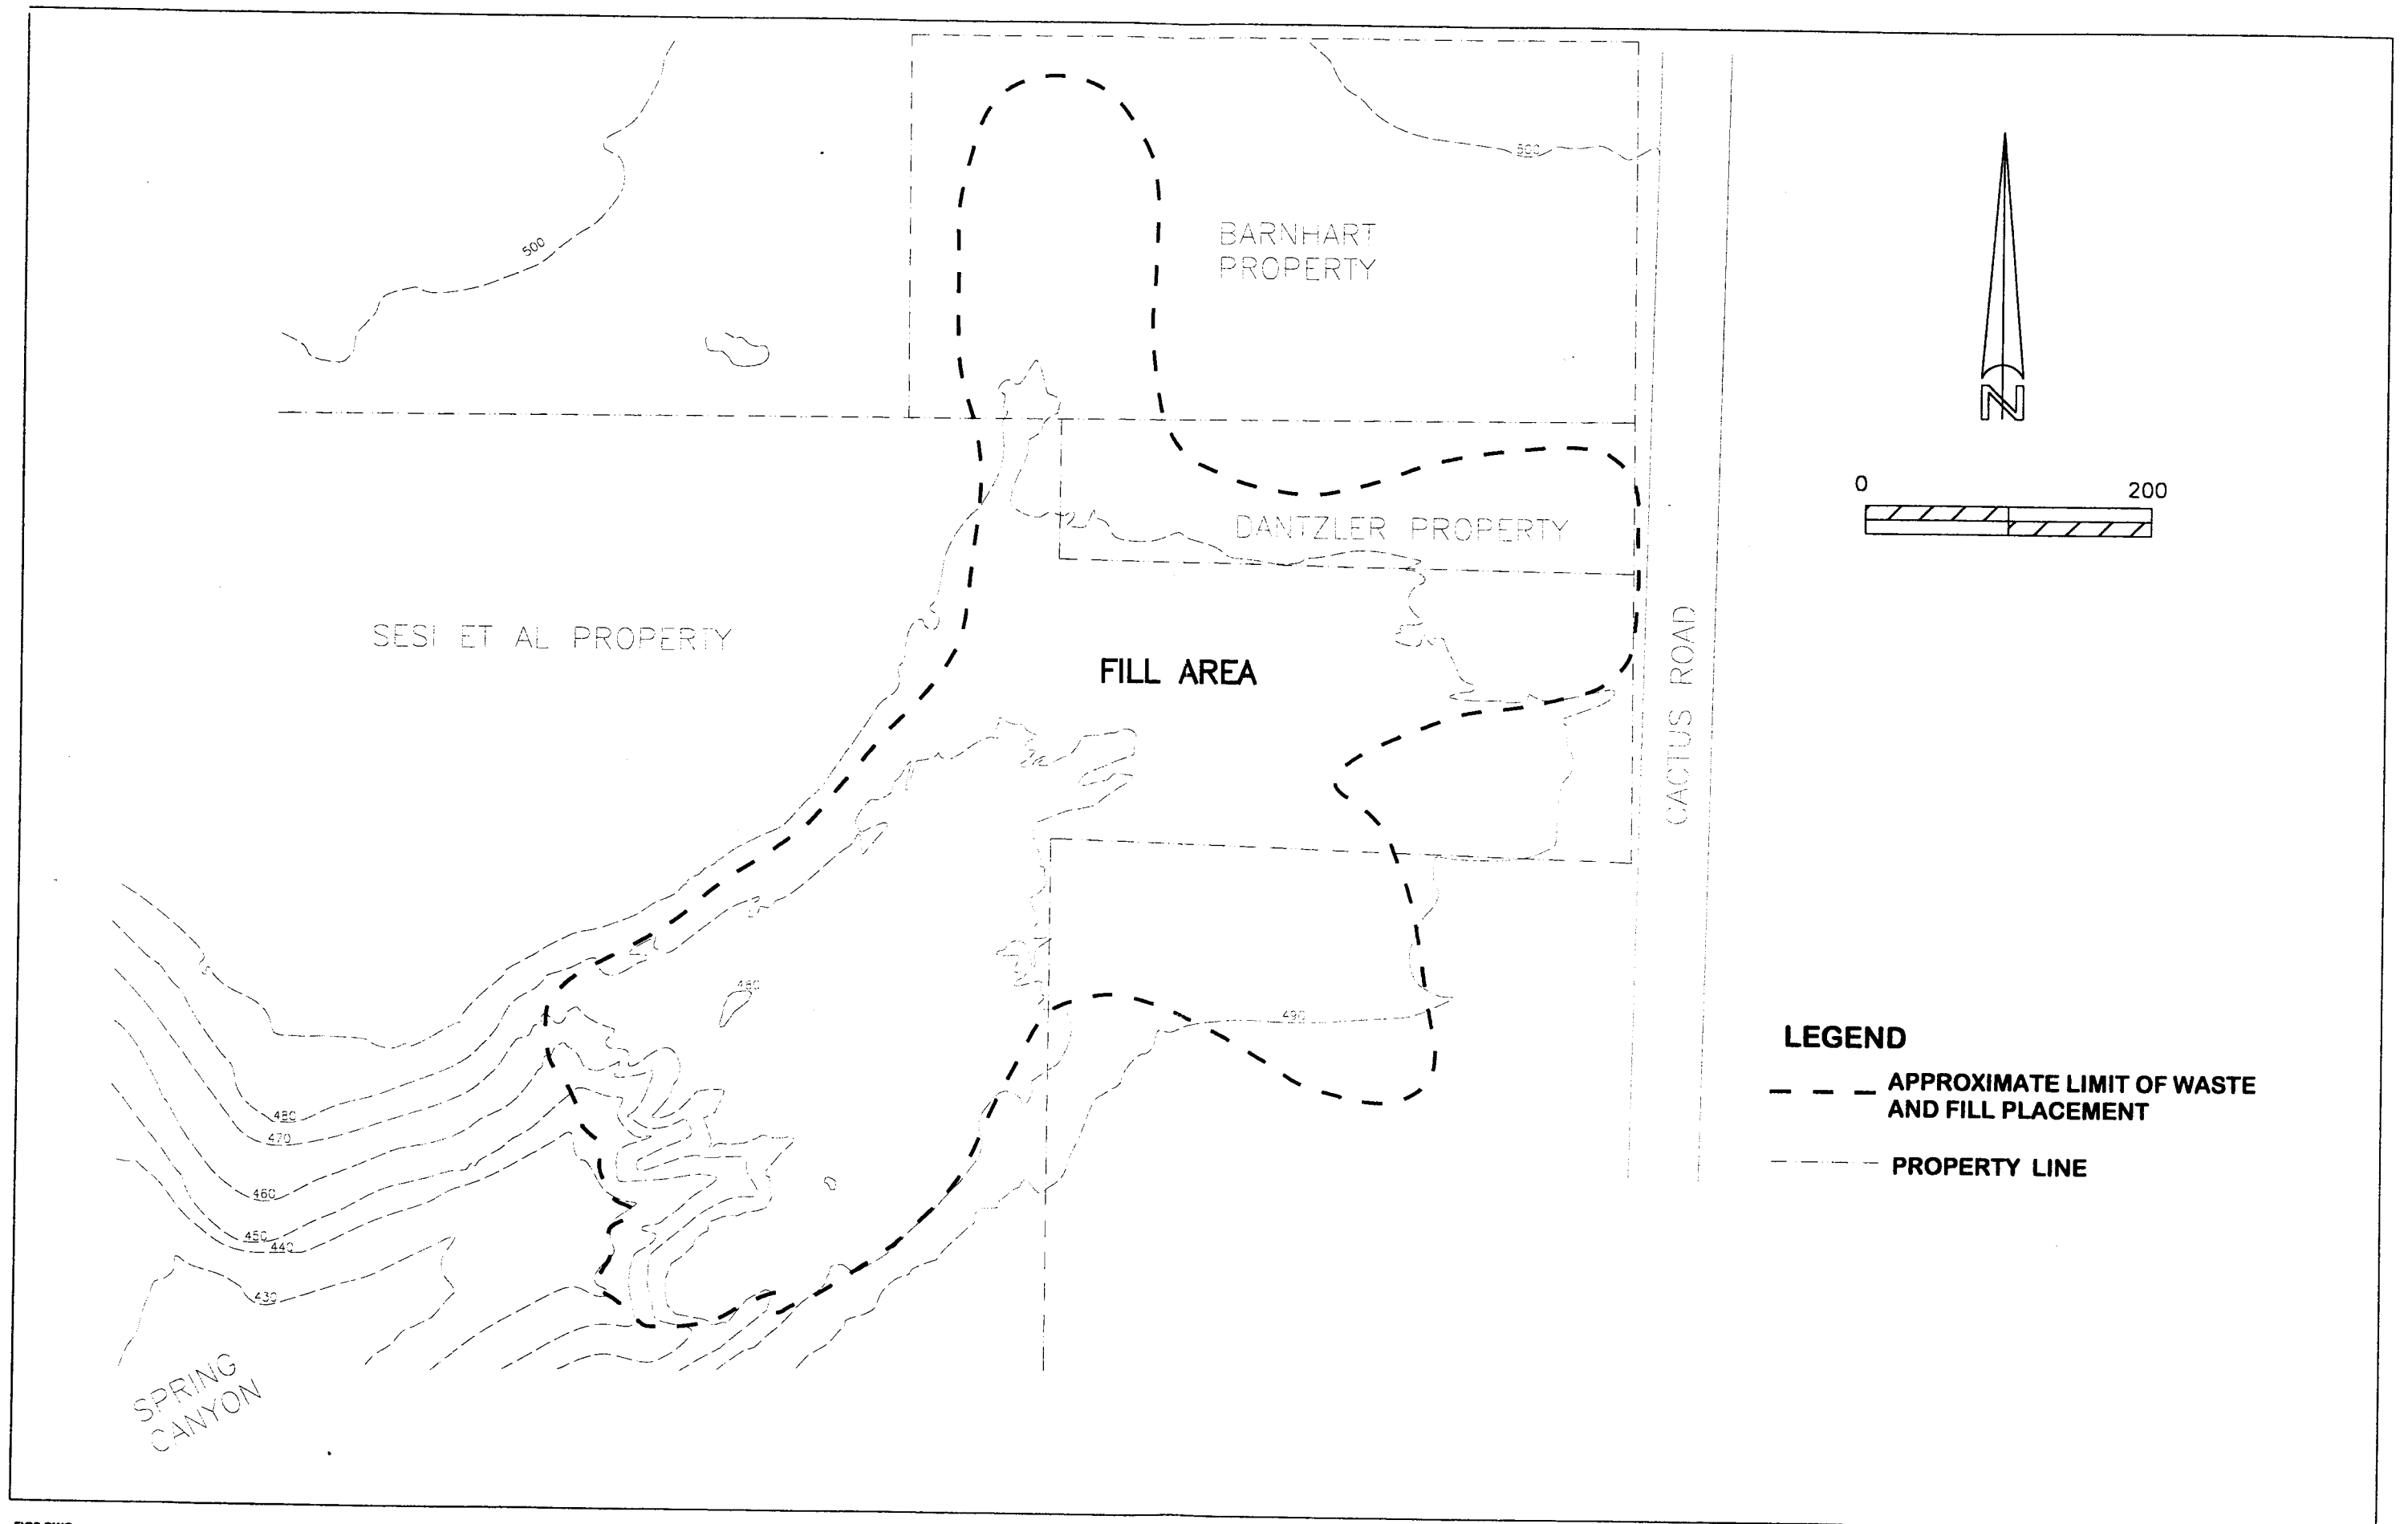 500
500
BARNHART
PROPERTY
N
0 200
DANTZLER PROPERTY
SESI ET AL PROPERTY
FILL AREA
CACTUS ROAD
480
490
480
470
460
450
440
430
SPRING
CANYON
LEGEND
APPROXIMATE LIMIT OF WASTE
AND FILL PLACEMENT
PROPERTY LINE